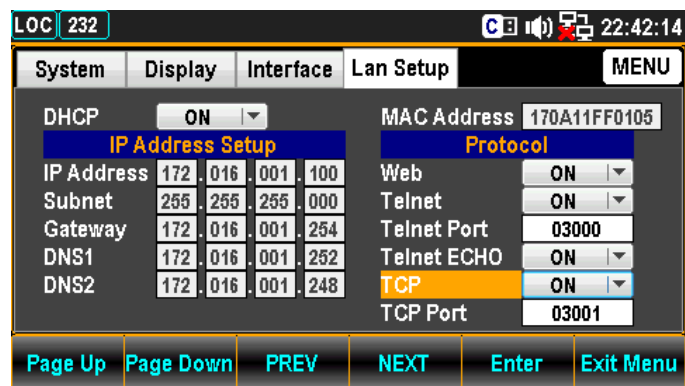 LOC 232 C 22:42:14
System Display Interface Lan Setup MENU
DHCP ON
IP Address Setup
IP Address 172 . 016 . 001 . 100
Subnet 255 . 255 . 255 . 000
Gateway 172 . 016 . 001 . 254
DNS1 172 . 016 . 001 . 252
DNS2 172 . 016 . 001 . 248
MAC Address 170A11FF0105
Protocol
Web ON
Telnet ON
Telnet Port 03000
Telnet ECHO ON
TCP ON
TCP Port 03001
Page Up Page Down PREV NEXT Enter Exit Menu